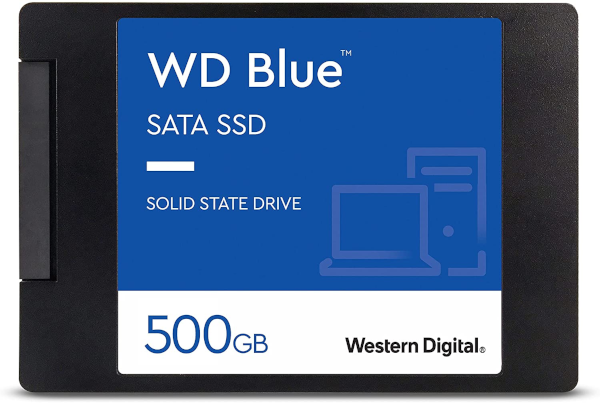 WD Blue™
SATA SSD
SOLID STATE DRIVE
500GB
Western Digital®